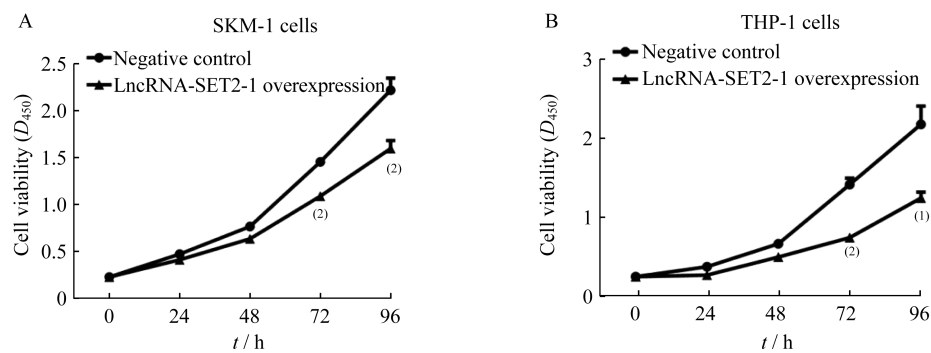 A
SKM-1 cells
Negative control
LncRNA-SET2-1 overexpression
Cell viability (D450)
2.5
2.0
1.5
1.0
0.5
0
(2)
(2)
0 24 48 72 96
t / h
B
THP-1 cells
Negative control
LncRNA-SET2-1 overexpression
Cell viability (D450)
3
2
1
0
(2)
(1)
0 24 48 72 96
t / h